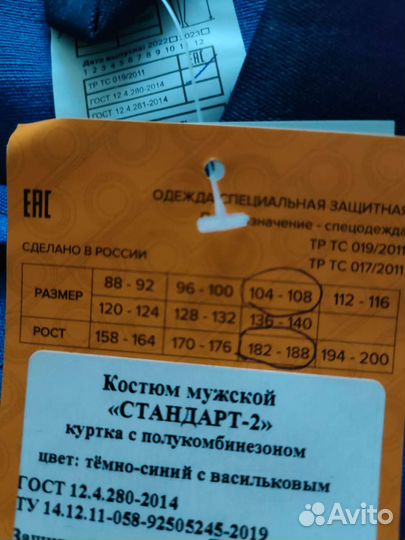 Дата выпуска: 2022 023
1 2 3 4 5 6 7 8 9 10 11 12
ТР ТС 019/2011
EAC
ГОСТ 12.4.280-2014
ГОСТ 12.4.281-2014
EAC
ОДЕЖДА СПЕЦИАЛЬНАЯ ЗАЩИТНАЯ
значение - спецодежда
СДЕЛАНО В РОССИИ
ТР ТС 019/2011
ТР ТС 017/2011
РАЗМЕР 88 - 92 96 - 100 104 - 108 112 - 116
120 - 124 128 - 132 136 - 140
РОСТ 158 - 164 170 - 176 182 - 188 194 - 200
Костюм мужской
«СТАНДАРТ-2»
куртка с полукомбинезоном
цвет: тёмно-синий с васильковым
ГОСТ 12.4.280-2014
ТУ 14.12.11-058-92505245-2019
Avito